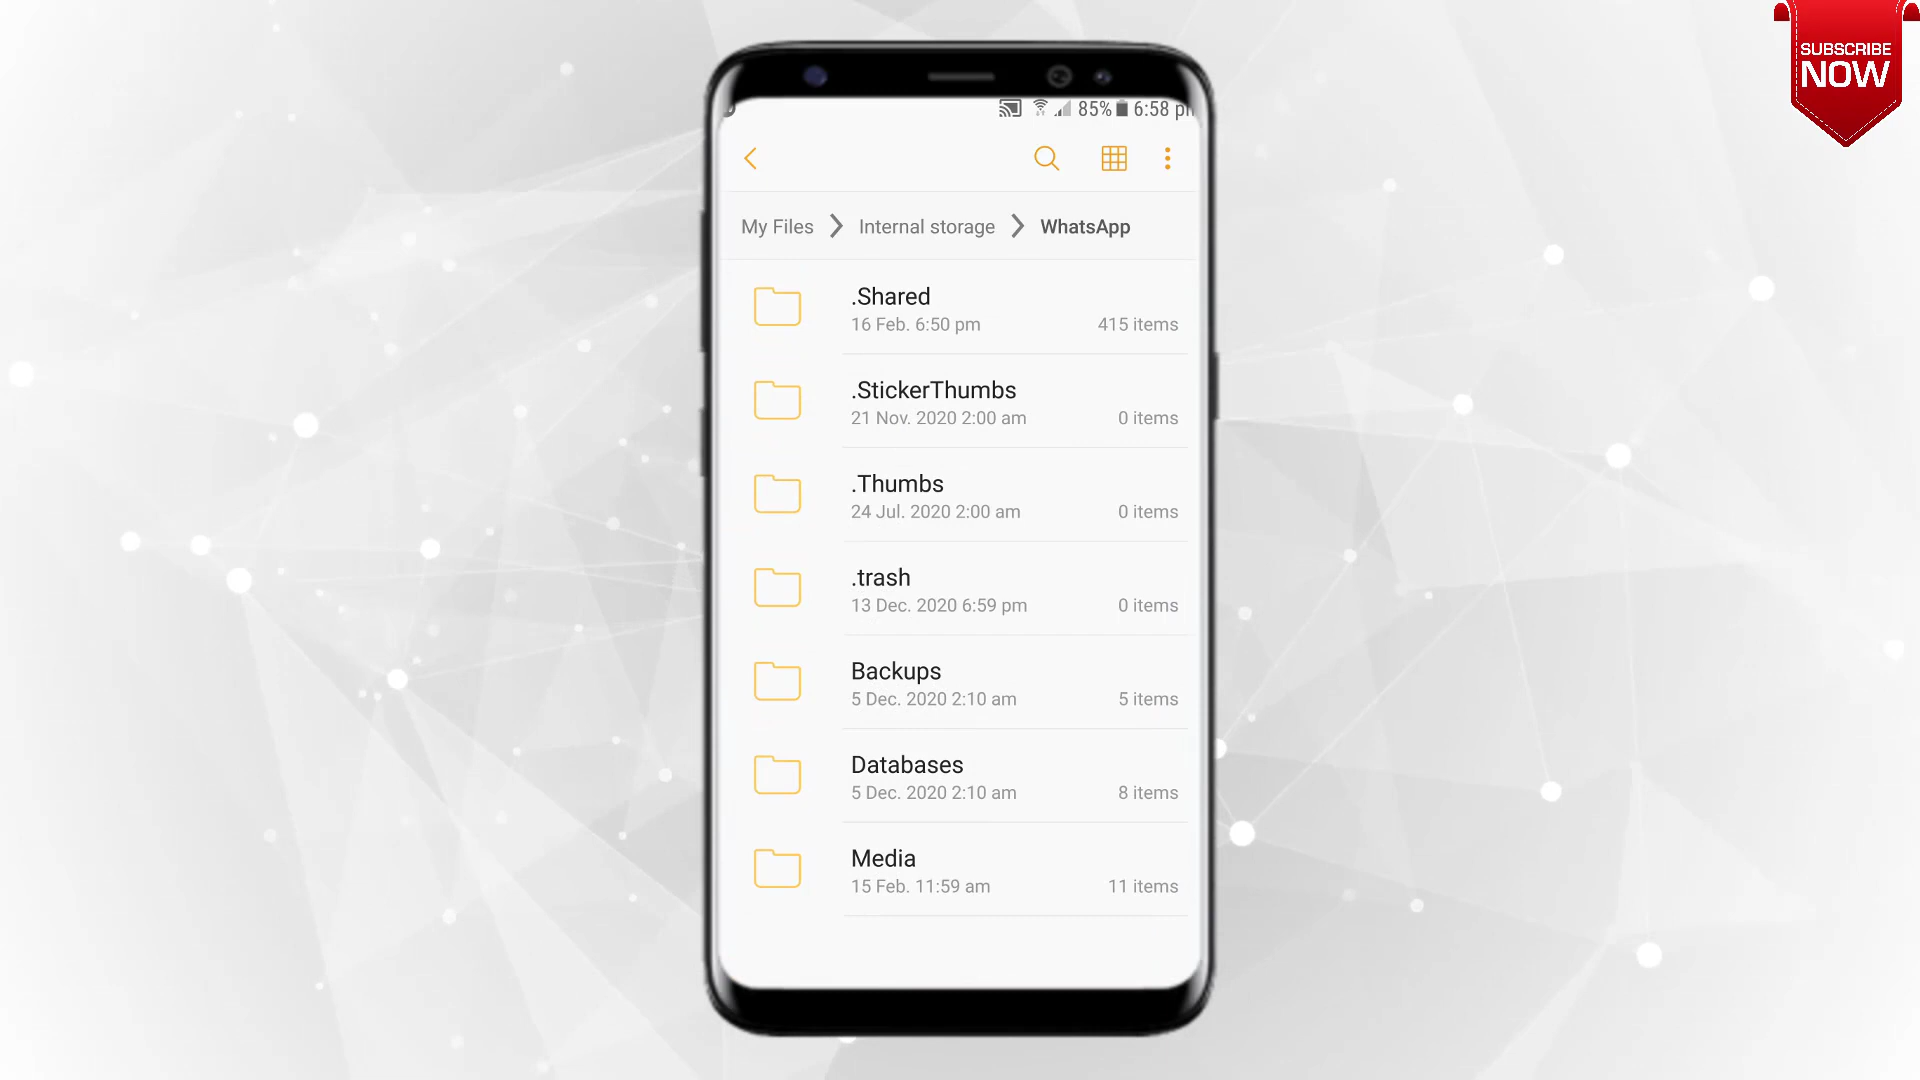 SUBSCRIBE
NOW
85% 6:58
My Files Internal storage WhatsApp
.Shared
16 Feb. 6:50 pm 415 items
.StickerThumbs
21 Nov. 2020 2:00 am 0 items
.Thumbs
24 Jul. 2020 2:00 am 0 items
.trash
13 Dec. 2020 6:59 pm 0 items
Backups
5 Dec. 2020 2:10 am 5 items
Databases
5 Dec. 2020 2:10 am 8 items
Media
15 Feb. 11:59 am 11 items